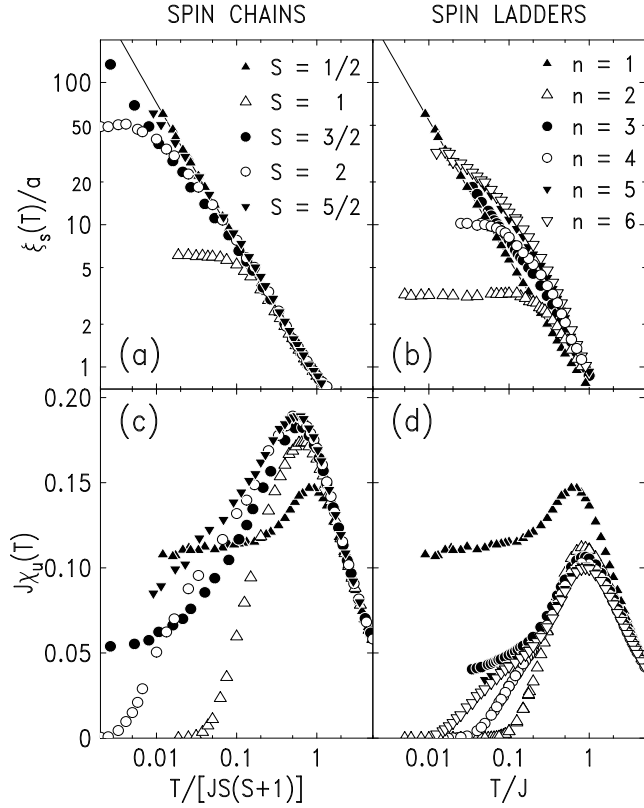 SPIN CHAINS
SPIN LADDERS
ξs(T)/a
100
50
20
10
5
2
1
S = 1/2
S = 1
S = 3/2
S = 2
S = 5/2
(a)
n = 1
n = 2
n = 3
n = 4
n = 5
n = 6
(b)
Jχu(T)
0.20
0.15
0.10
0.05
0
(c)
(d)
0.01
0.1
1
0.01
0.1
1
T/[JS(S+1)]
T/J